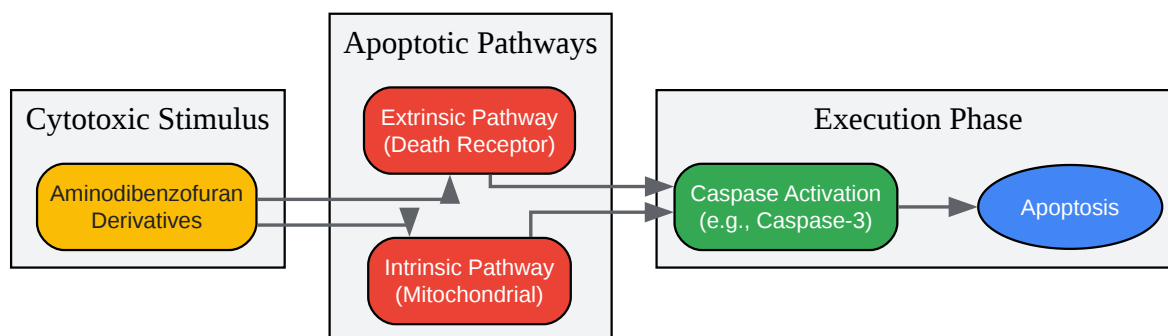 Cytotoxic Stimulus
Aminodibenzofuran
Derivatives
Apoptotic Pathways
Extrinsic Pathway
(Death Receptor)
Intrinsic Pathway
(Mitochondrial)
Execution Phase
Caspase Activation
(e.g., Caspase-3)
Apoptosis